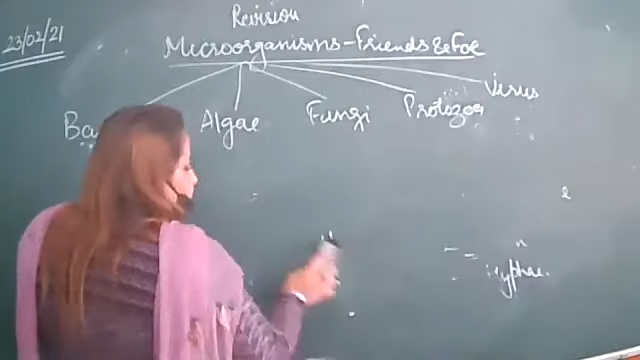 Revision
23/02/21
Microorganisms - Friends & Foe
Ba
Algae
Fungi
Protozoa
Virus
Hyphae